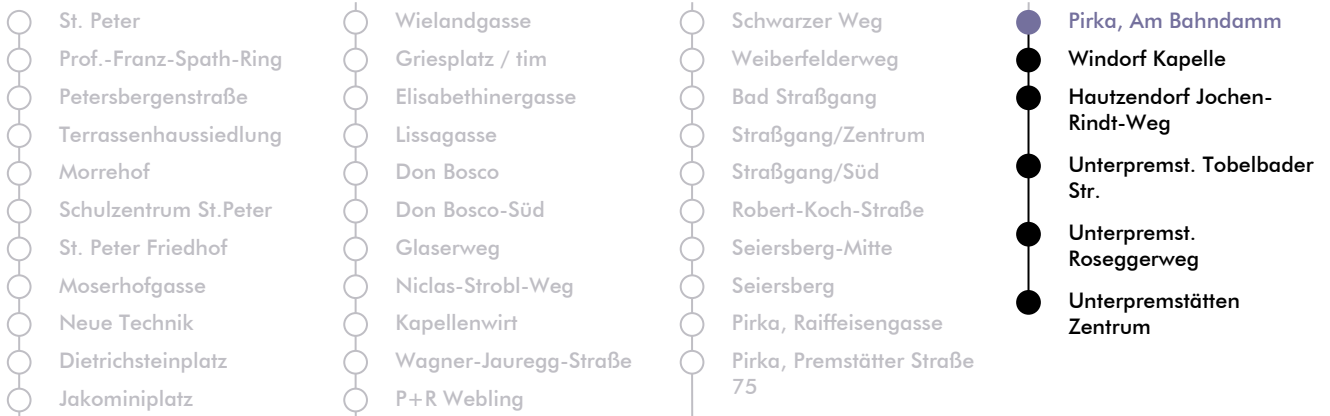 St. Peter
Prof.-Franz-Spath-Ring
Petersbergenstraße
Terrassenhaussiedlung
Morrehof
Schulzentrum St.Peter
St. Peter Friedhof
Moserhofgasse
Neue Technik
Dietrichsteinplatz
Jakominiplatz
Wielandgasse
Griesplatz / tim
Elisabethinergasse
Lissagasse
Don Bosco
Don Bosco-Süd
Glaserweg
Niclas-Strobl-Weg
Kapellenwirt
Wagner-Jauregg-Straße
P+R Webling
Schwarzer Weg
Weiberfelderweg
Bad Straßgang
Straßgang/Zentrum
Straßgang/Süd
Robert-Koch-Straße
Seiersberg-Mitte
Seiersberg
Pirka, Raiffeisengasse
Pirka, Premstätter Straße
75
Pirka, Am Bahndamm
Windorf Kapelle
Hautzendorf Jochen-
Rindt-Weg
Unterpremst. Tobelbader
Str.
Unterpremst.
Roseggerweg
Unterpremstätten
Zentrum